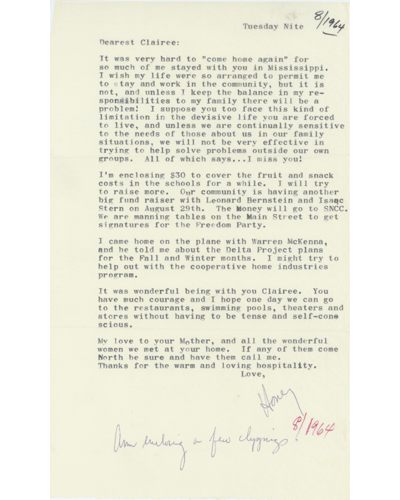 Tuesday Nite
8/1964
Dearest Clairee:
It was very hard to "come home again" for
so much of me stayed with you in Mississippi.
I wish my life were so arranged to permit me
to stay and work in the community, but it is
not, and unless I keep the balance in my re-
sponsibilities to my family there will be a
problem! I suppose you too face this kind of
limitation in the devisive life you are forced
to live, and unless we are continually sensitive
to the needs of those about us in our family
situations, we will not be very effective in
trying to help solve problems outside our own
groups. All of which says...I miss you!
I'm enclosing $30 to cover the fruit and snack
costs in the schools for a while. I will try
to raise more. Our community is having another
big fund raiser with Leonard Bernstein and Isaac
Stern on August 29th. The Money will go to SNCC.
We are manning tables on the Main Street to get
signatures for the Freedom Party.
I came home on the plane with Warren McKenna,
and he told me about the Delta Project plans
for the Fall and Winter months. I might try to
help out with the cooperative home industries
program.
It was wonderful being with you Clairee. You
have much courage and I hope one day we can go
to the restaurants, swimming pools, theaters and
stores without having to be tense and self-con
scious.
My love to your Mother, and all the wonderful
women we met at your home. If any of them come
North be sure and have them call me.
Thanks for the warm and loving hospitality.
Love,
Honey
8/1964
Am enclosing a few clippings!